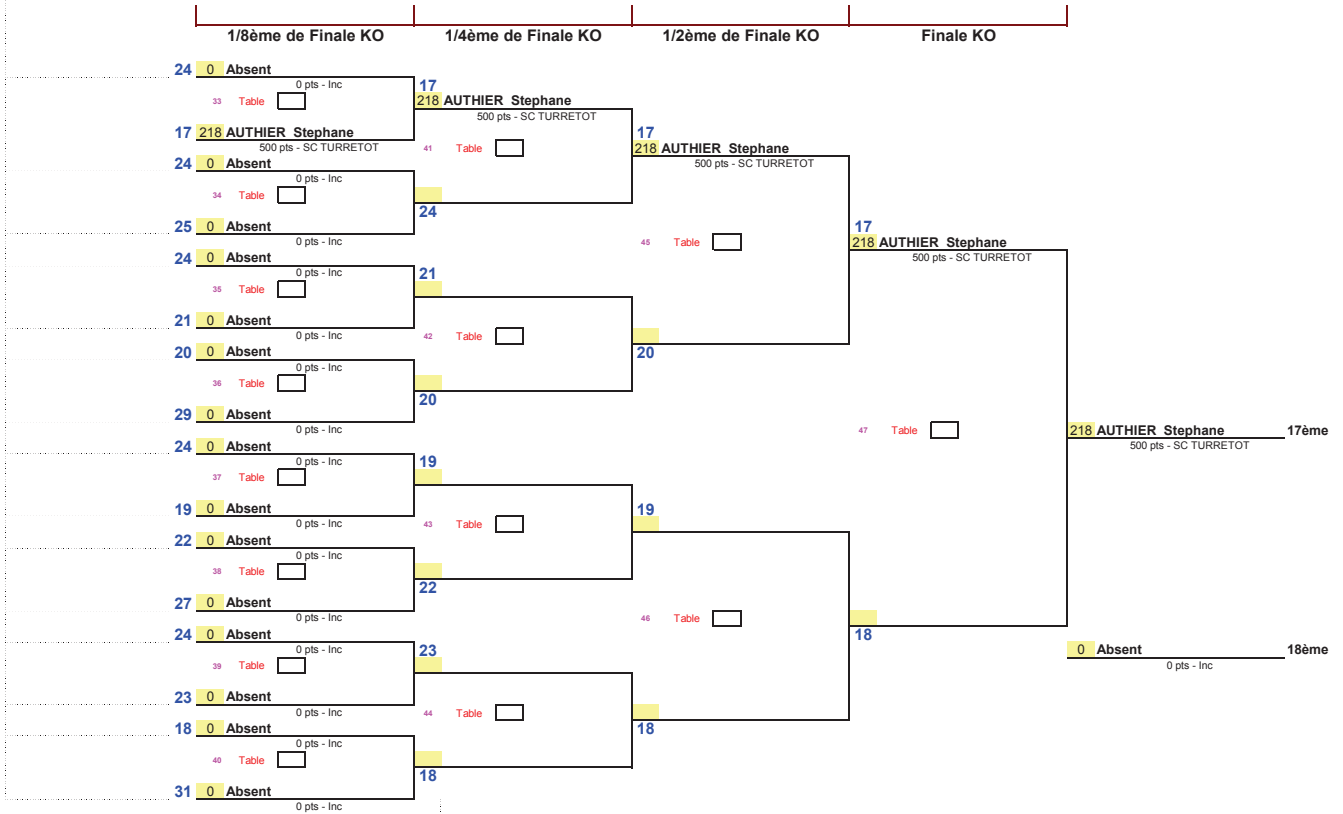 1/8ème de Finale KO 1/4ème de Finale KO 1/2ème de Finale KO Finale KO
24 0 Absent
0 pts - Inc
33 Table
17 218 AUTHIER Stephane
500 pts - SC TURRETOT
24 0 Absent
0 pts - Inc
34 Table
25 0 Absent
0 pts - Inc
24 0 Absent
0 pts - Inc
35 Table
21 0 Absent
0 pts - Inc
20 0 Absent
0 pts - Inc
36 Table
29 0 Absent
0 pts - Inc
24 0 Absent
0 pts - Inc
37 Table
19 0 Absent
0 pts - Inc
22 0 Absent
0 pts - Inc
38 Table
27 0 Absent
0 pts - Inc
24 0 Absent
0 pts - Inc
39 Table
23 0 Absent
0 pts - Inc
18 0 Absent
0 pts - Inc
40 Table
31 0 Absent
0 pts - Inc
17
218 AUTHIER Stephane
500 pts - SC TURRETOT
41 Table
24
21
42 Table
20
19
43 Table
22
23
44 Table
18
17
218 AUTHIER Stephane
500 pts - SC TURRETOT
45 Table
20
19
46 Table
18
17
218 AUTHIER Stephane
500 pts - SC TURRETOT
47 Table
18
218 AUTHIER Stephane 17ème
500 pts - SC TURRETOT
0 Absent 18ème
0 pts - Inc